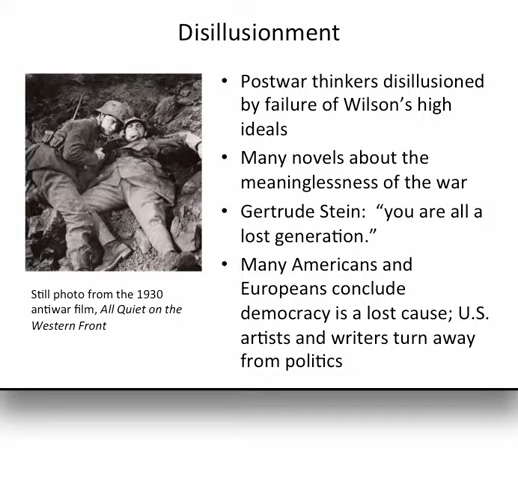 Disillusionment
• Postwar thinkers disillusioned
by failure of Wilson's high
ideals
• Many novels about the
meaninglessness of the war
• Gertrude Stein:  “you are all a
lost generation.”
• Many Americans and
Europeans conclude
democracy is a lost cause; U.S.
artists and writers turn away
from politics
Still photo from the 1930
antiwar film, All Quiet on the
Western Front